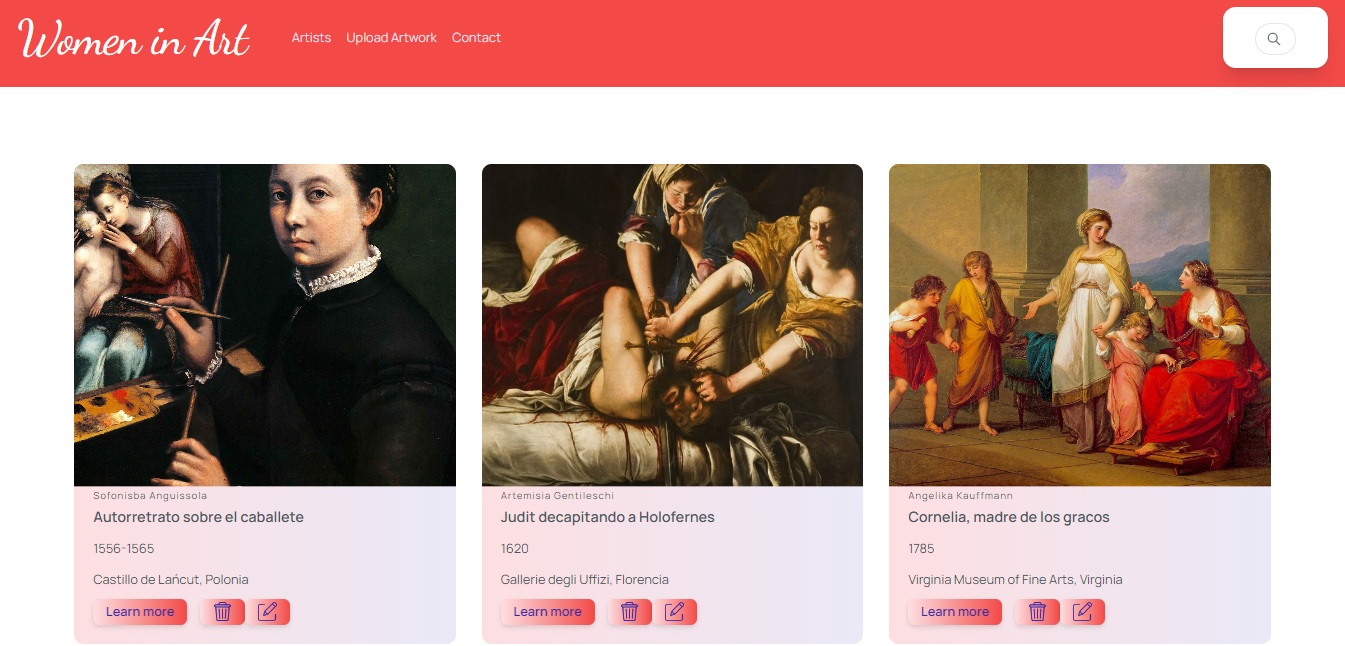 Women in Art
Artists Upload Artwork Contact
Sofonisba Anguissola
Autorretrato sobre el caballete
1556-1565
Castillo de Łańcut, Polonia
Learn more
Artemisia Gentileschi
Judit decapitando a Holofernes
1620
Gallerie degli Uffizi, Florencia
Learn more
Angelika Kauffmann
Cornelia, madre de los gracos
1785
Virginia Museum of Fine Arts, Virginia
Learn more